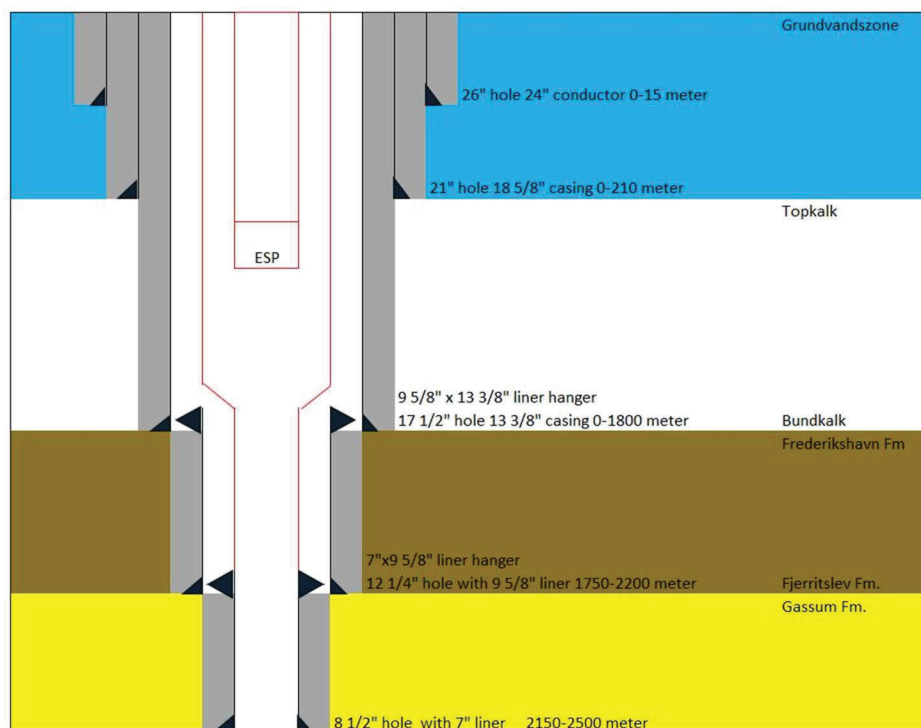 Grundvandszone
26" hole 24" conductor 0-15 meter
21" hole 18 5/8" casing 0-210 meter
Topkalk
ESP
9 5/8" x 13 3/8" liner hanger
17 1/2" hole 13 3/8" casing 0-1800 meter
Bundkalk
Frederikshavn Fm
7"x9 5/8" liner hanger
12 1/4" hole with 9 5/8" liner 1750-2200 meter
Fjerritslev Fm.
Gassum Fm.
8 1/2" hole with 7" liner 2150-2500 meter